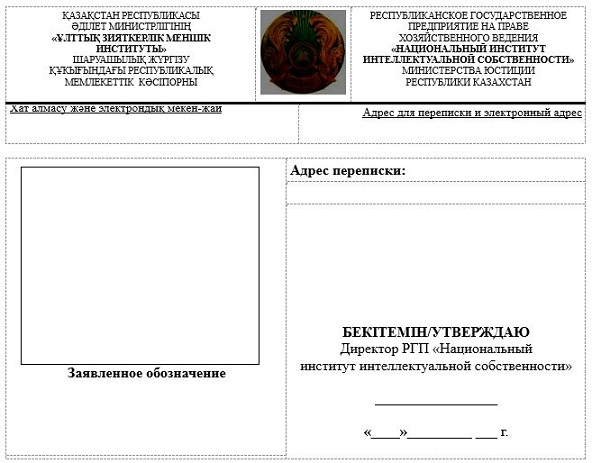 ҚАЗАҚСТАН РЕСПУБЛИКАСЫ
ӘДІЛЕТ МИНИСТРЛІГІНІҢ
«ҰЛТТЫҚ ЗИЯТКЕРЛІК МЕНШІК
ИНСТИТУТЫ»
ШАРУАШЫЛЫҚ ЖҮРГІЗУ
ҚҰҚЫҒЫНДАҒЫ РЕСПУБЛИКАЛЫҚ
МЕМЛЕКЕТТІК КӘСІПОРНЫ
РЕСПУБЛИКАНСКОЕ ГОСУДАРСТВЕННОЕ
ПРЕДПРИЯТИЕ НА ПРАВЕ
ХОЗЯЙСТВЕННОГО ВЕДЕНИЯ
«НАЦИОНАЛЬНЫЙ ИНСТИТУТ
ИНТЕЛЛЕКТУАЛЬНОЙ СОБСТВЕННОСТИ»
МИНИСТЕРСТВА ЮСТИЦИИ
РЕСПУБЛИКИ КАЗАХСТАН
Хат алмасу және электрондық мекен-жай
Адрес для переписки и электронный адрес
Заявленное обозначение
Адрес переписки:
БЕКІТЕМІН/УТВЕРЖДАЮ
Директор РГП «Национальный
институт интеллектуальной собственности»
__________________
«____»_________ ___ г.